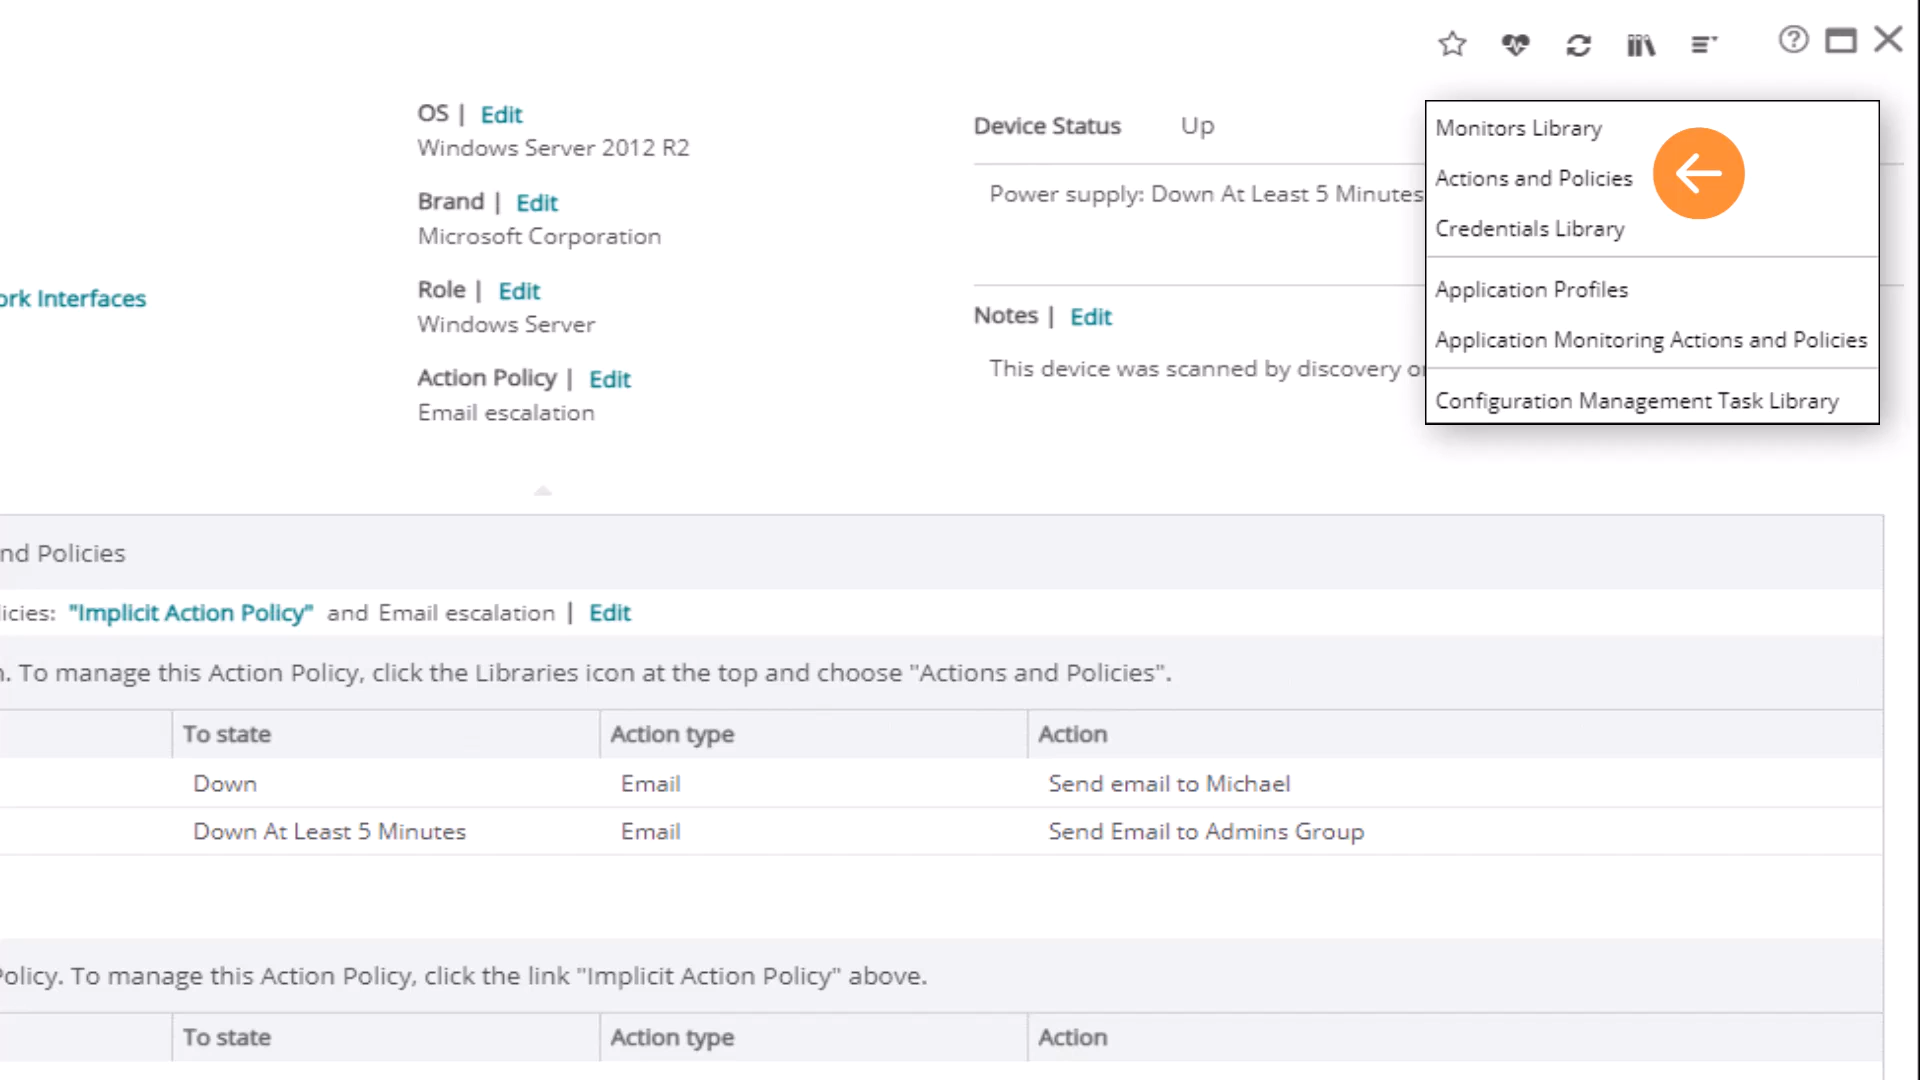 OS | Edit
Windows Server 2012 R2
Brand | Edit
Microsoft Corporation
Role | Edit
Windows Server
Action Policy | Edit
Email escalation
ork Interfaces
Device Status Up
Power supply: Down At Least 5 Minutes
Notes | Edit
This device was scanned by discovery
Monitors Library
Actions and Policies
Credentials Library
Application Profiles
Application Monitoring Actions and Policies
Configuration Management Task Library
nd Policies
licies: "Implicit Action Policy" and Email escalation | Edit
. To manage this Action Policy, click the Libraries icon at the top and choose "Actions and Policies".
To state Action type Action
Down Email Send email to Michael
Down At Least 5 Minutes Email Send Email to Admins Group
Policy. To manage this Action Policy, click the link "Implicit Action Policy" above.
To state Action type Action